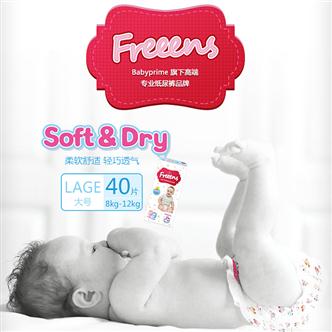 Freeens
Babyprime 旗下高端
专业纸尿裤品牌
Soft & Dry
柔软舒适 轻巧透气
LAGE 40片
大号 8kg-12kg
Freeens